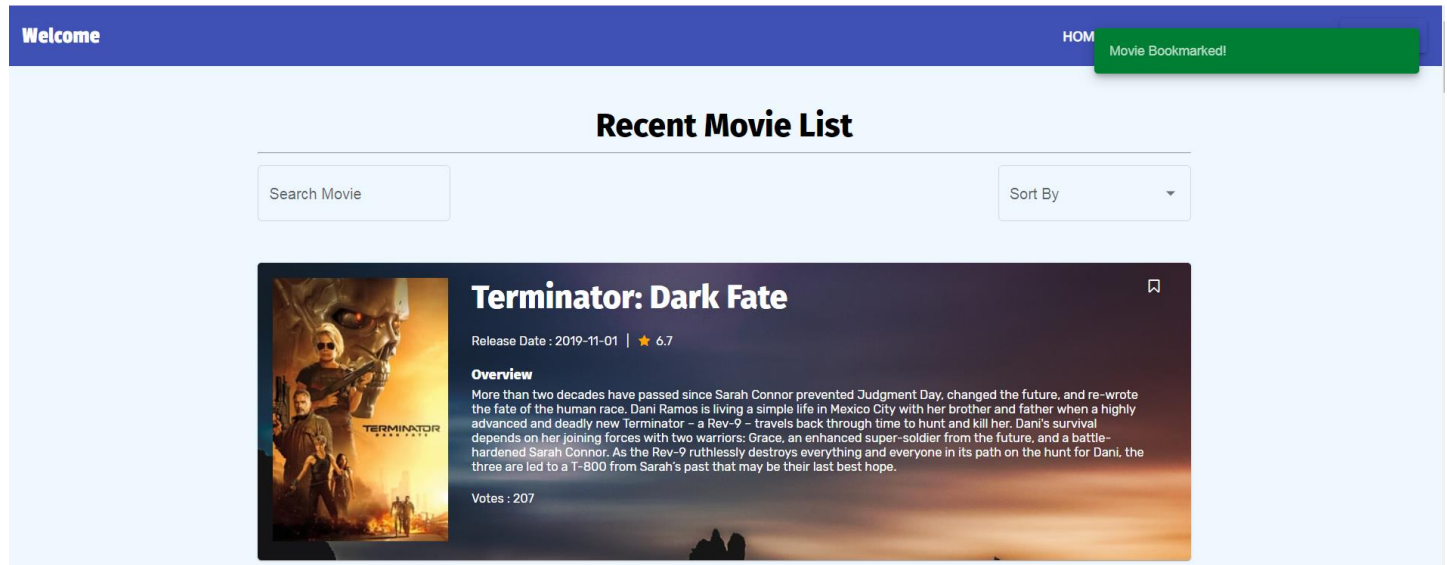 Welcome
HOM
Movie Bookmarked!
Recent Movie List
Search Movie
Sort By
Terminator: Dark Fate
Release Date : 2019-11-01 | ★ 6.7
Overview
More than two decades have passed since Sarah Connor prevented Judgment Day, changed the future, and re-wrote
the fate of the human race. Dani Ramos is living a simple life in Mexico City with her brother and father when a highly
advanced and deadly new Terminator – a Rev-9 – travels back through time to hunt and kill her. Dani's survival
depends on her joining forces with two warriors: Grace, an enhanced super-soldier from the future, and a battle-
hardened Sarah Connor. As the Rev-9 ruthlessly destroys everything and everyone in its path on the hunt for Dani, the
three are led to a T-800 from Sarah's past that may be their last best hope.
Votes : 207
TERMINATOR
DARK FATE